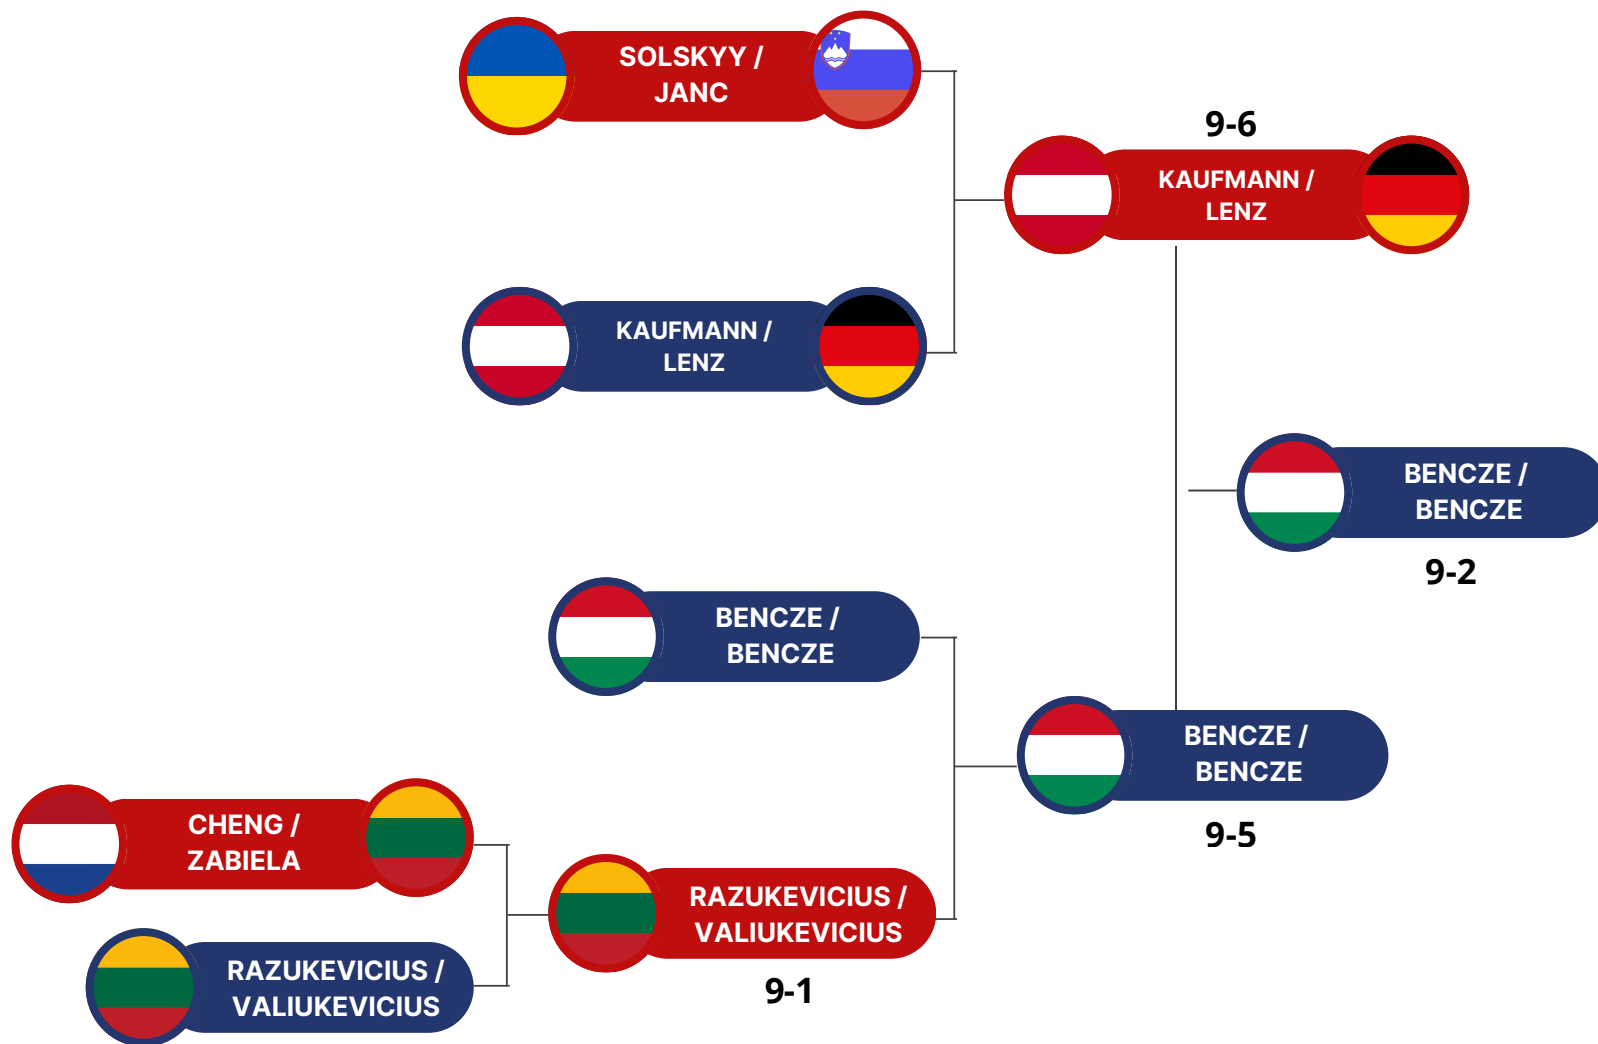 SOLSKYY /
JANC
9-6
KAUFMANN /
LENZ
KAUFMANN /
LENZ
BENCZE /
BENCZE
9-2
BENCZE /
BENCZE
BENCZE /
BENCZE
9-5
CHENG /
ZABIELA
RAZUKEVICIUS /
VALIUKEVICIUS
9-1
RAZUKEVICIUS /
VALIUKEVICIUS